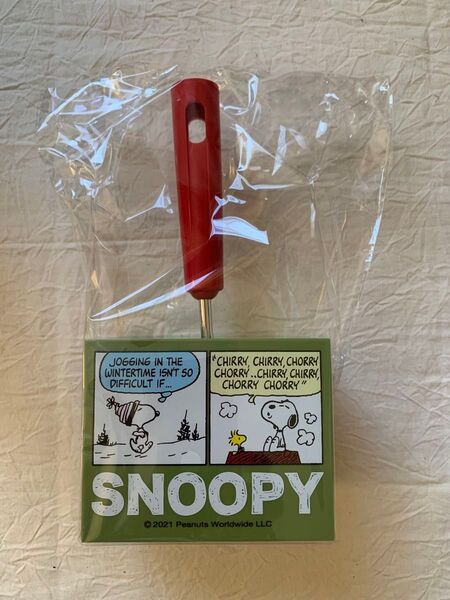 JOGGING IN THE
WINTERTIME ISN'T SO
DIFFICULT IF...
"CHIRRY, CHIRRY, CHORRY
CHORRY..CHIRRY, CHIRRY,
CHORRY CHORRY"
SNOOPY
© 2021 Peanuts Worldwide LLC